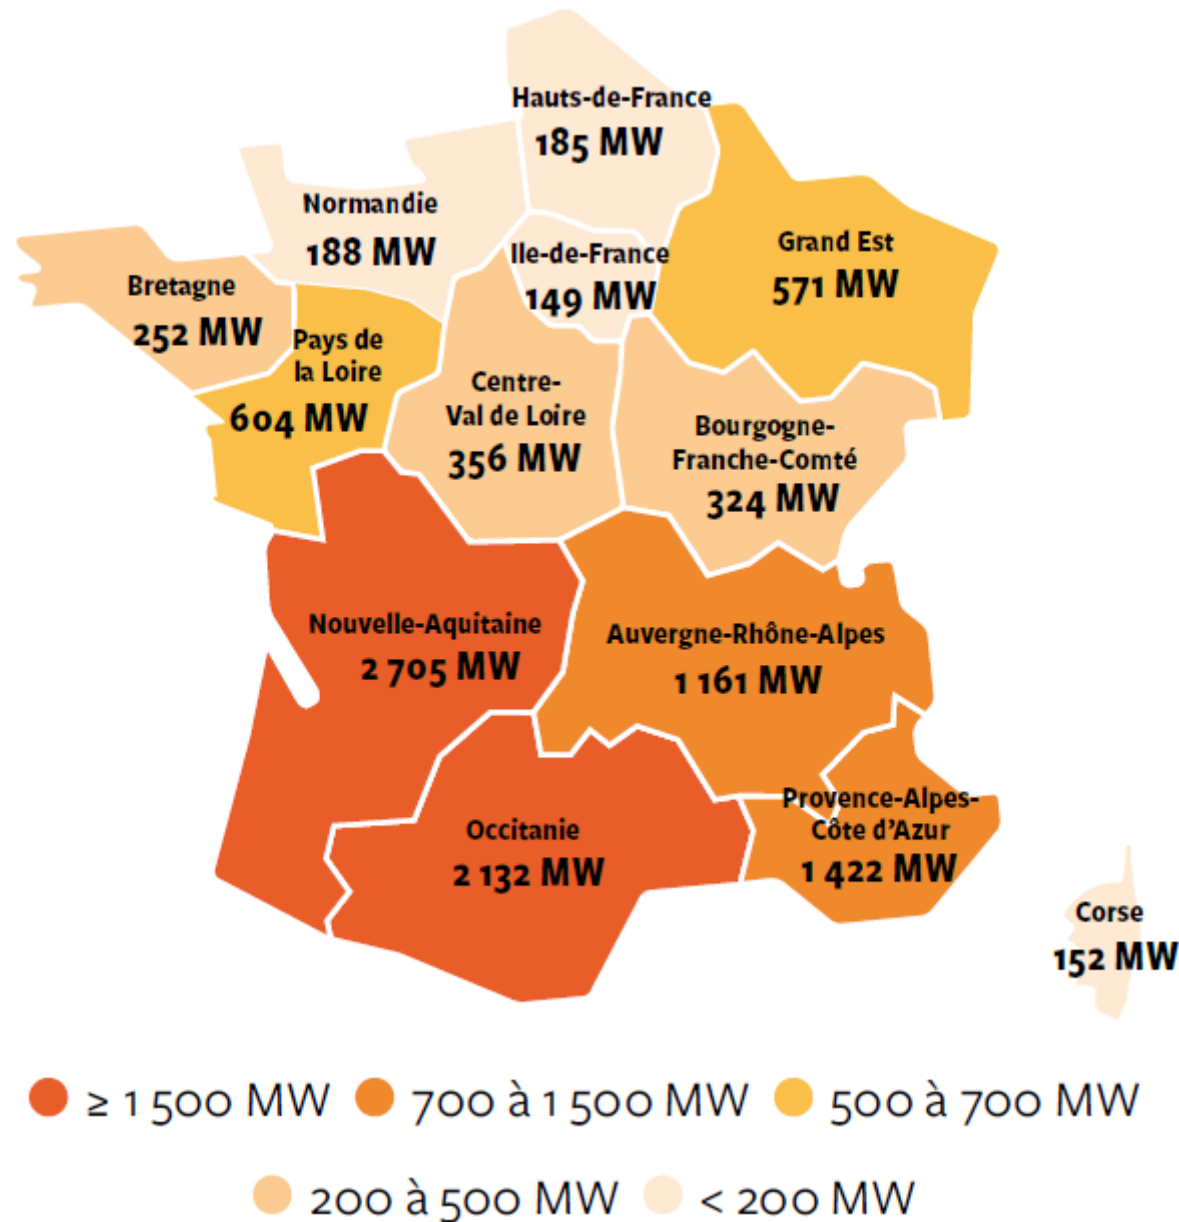 Hauts-de-France
185 MW
Normandie
188 MW
Ile-de-France
149 MW
Grand Est
571 MW
Bretagne
252 MW
Pays de
la Loire
604 MW
Centre-
Val de Loire
356 MW
Bourgogne-
Franche-Comté
324 MW
Nouvelle-Aquitaine
2 705 MW
Auvergne-Rhône-Alpes
1 161 MW
Occitanie
2 132 MW
Provence-Alpes-
Côte d'Azur
1 422 MW
Corse
152 MW
≥ 1 500 MW 700 à 1 500 MW 500 à 700 MW
200 à 500 MW < 200 MW